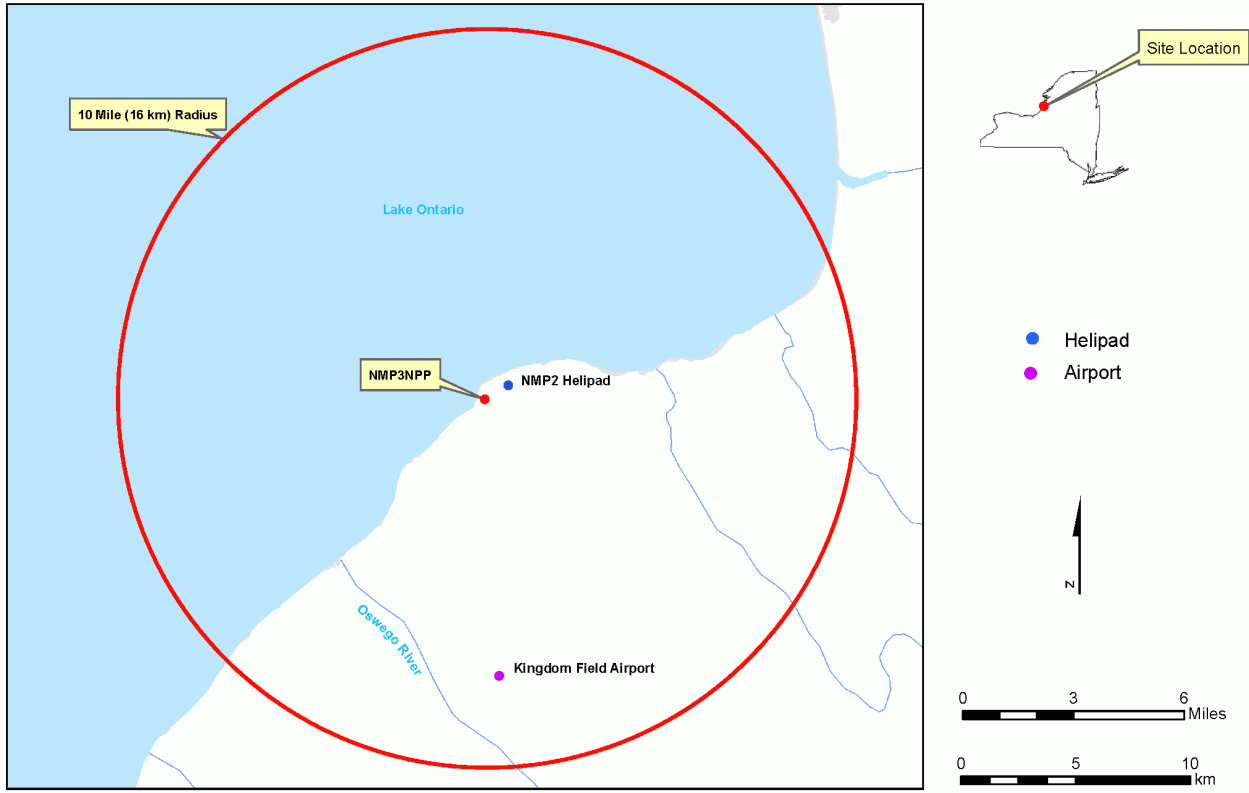 Site Location
10 Mile (16 km) Radius
Lake Ontario
Helipad
NMP3NPP
NMP2 Helipad
Airport
N
Oswego River
Kingdom Field Airport
0 3 6
Miles
0 5 10
km